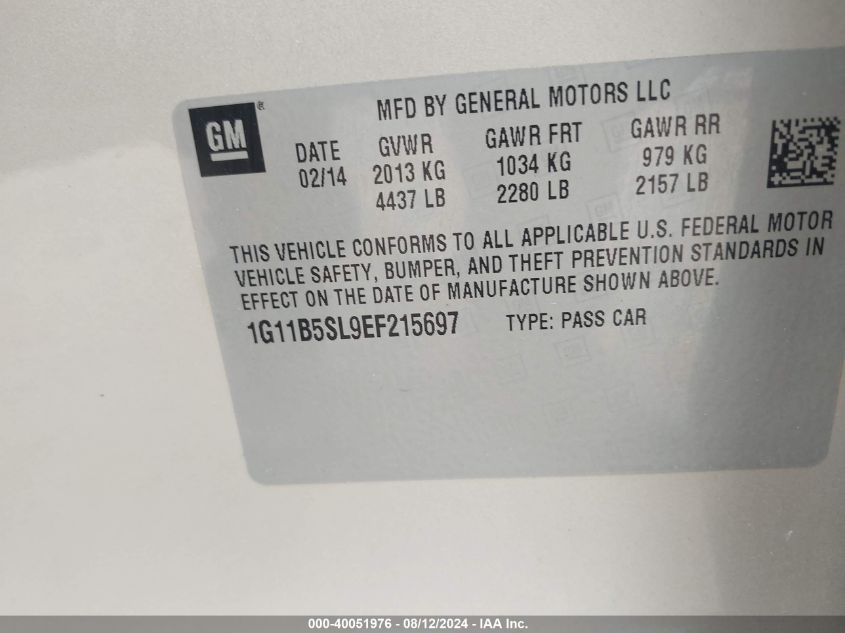 GM
®
MFD BY GENERAL MOTORS LLC
DATE GVWR GAWR FRT GAWR RR
02/14 2013 KG 1034 KG 979 KG
4437 LB 2280 LB 2157 LB
THIS VEHICLE CONFORMS TO ALL APPLICABLE U.S. FEDERAL MOTOR
VEHICLE SAFETY, BUMPER, AND THEFT PREVENTION STANDARDS IN
EFFECT ON THE DATE OF MANUFACTURE SHOWN ABOVE.
1G11B5SL9EF215697 TYPE: PASS CAR
000-40051976 - 08/12/2024 - IAA Inc.